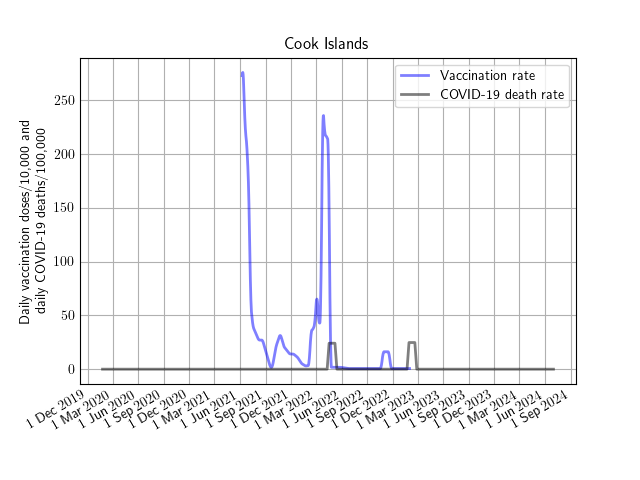 Cook Islands
Vaccination rate
COVID-19 death rate
Daily vaccination doses/10,000 and
daily COVID-19 deaths/100,000
250
200
150
100
50
0
1 Dec 2019
1 Mar 2020
1 Jun 2020
1 Sep 2020
1 Dec 2020
1 Mar 2021
1 Jun 2021
1 Sep 2021
1 Dec 2021
1 Mar 2022
1 Jun 2022
1 Sep 2022
1 Dec 2022
1 Mar 2023
1 Jun 2023
1 Sep 2023
1 Dec 2023
1 Mar 2024
1 Jun 2024
1 Sep 2024